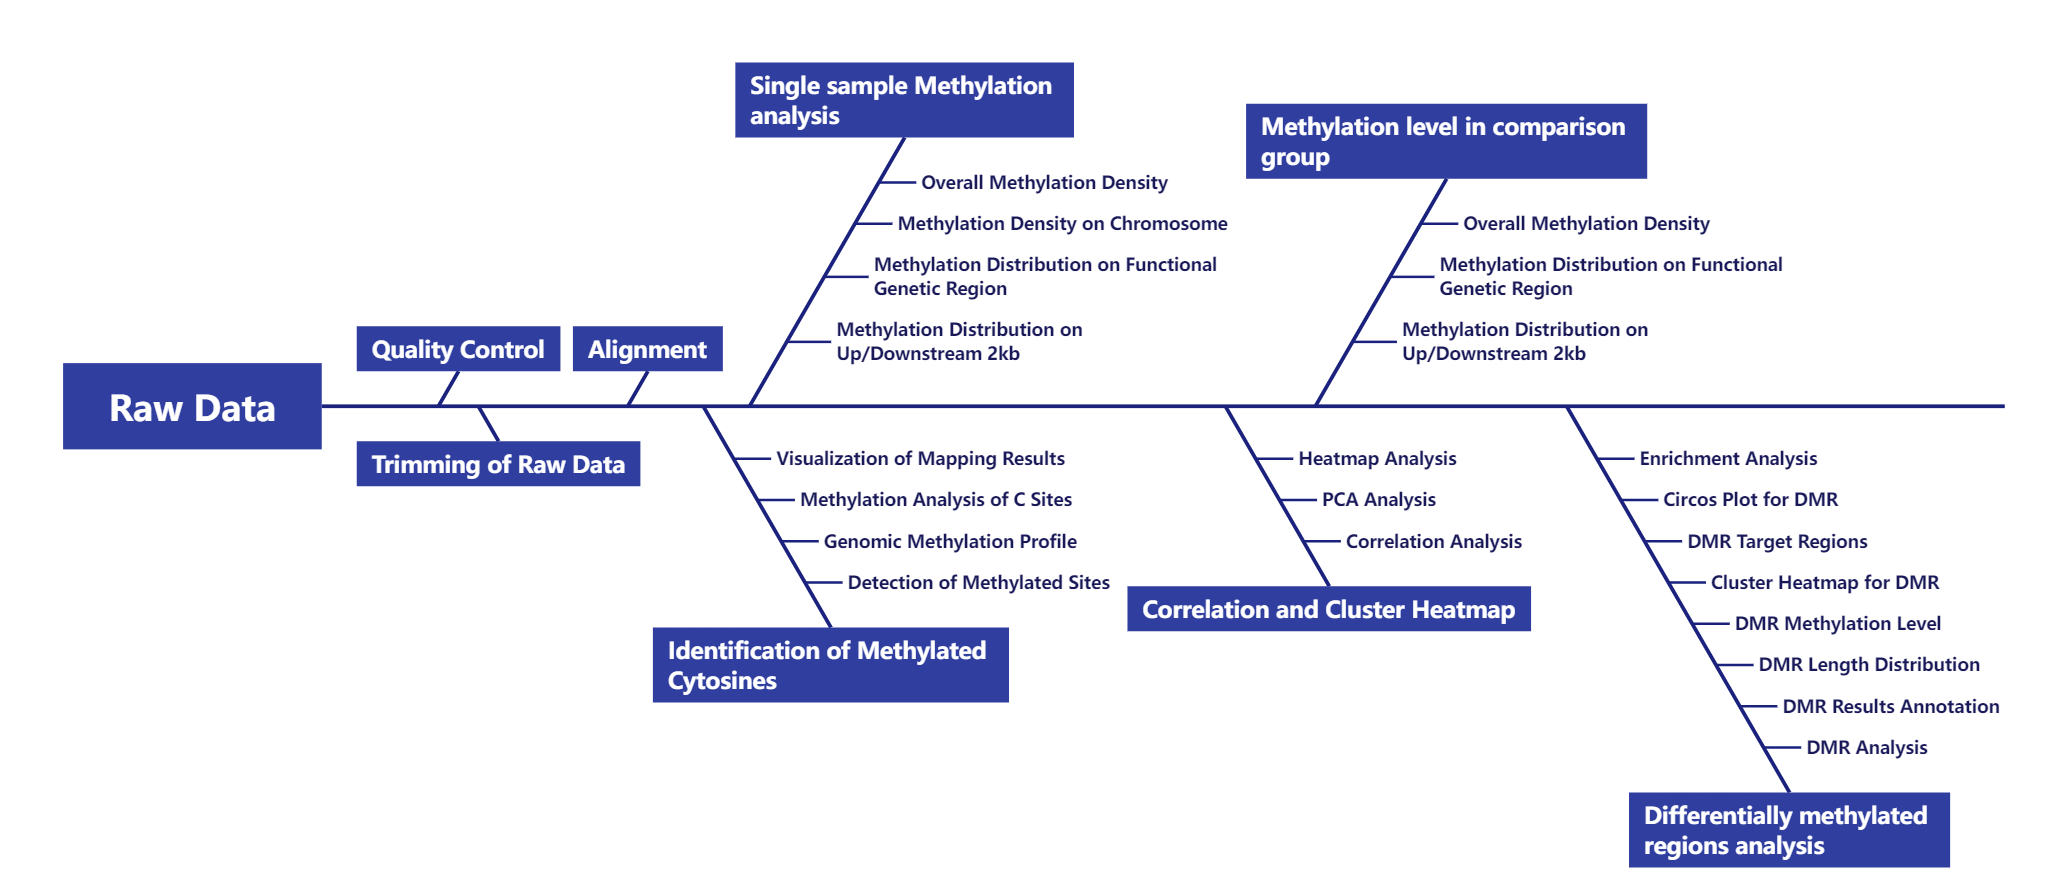 Single sample Methylation
analysis
Overall Methylation Density
Methylation Density on Chromosome
Methylation Distribution on Functional
Genetic Region
Methylation Distribution on
Up/Downstream 2kb
Methylation level in comparison
group
Overall Methylation Density
Methylation Distribution on Functional
Genetic Region
Methylation Distribution on
Up/Downstream 2kb
Quality Control
Alignment
Raw Data
Trimming of Raw Data
Visualization of Mapping Results
Methylation Analysis of C Sites
Genomic Methylation Profile
Detection of Methylated Sites
Identification of Methylated
Cytosines
Heatmap Analysis
PCA Analysis
Correlation Analysis
Correlation and Cluster Heatmap
Enrichment Analysis
Circos Plot for DMR
DMR Target Regions
Cluster Heatmap for DMR
DMR Methylation Level
DMR Length Distribution
DMR Results Annotation
DMR Analysis
Differentially methylated
regions analysis